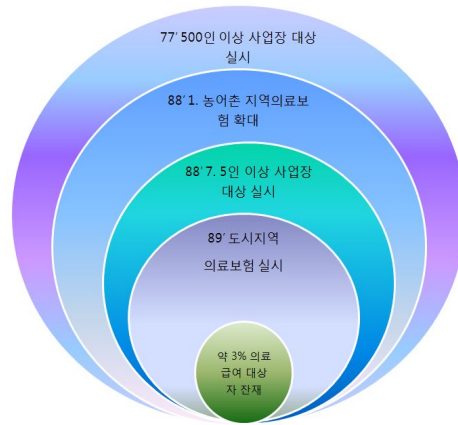 77′ 500인 이상 사업장 대상
실시
88′ 1. 농어촌 지역의료보
험 확대
88′ 7. 5인 이상 사업장
대상 실시
89′ 도시지역
의료보험 실시
약 3% 의료
급여 대상
자 잔재